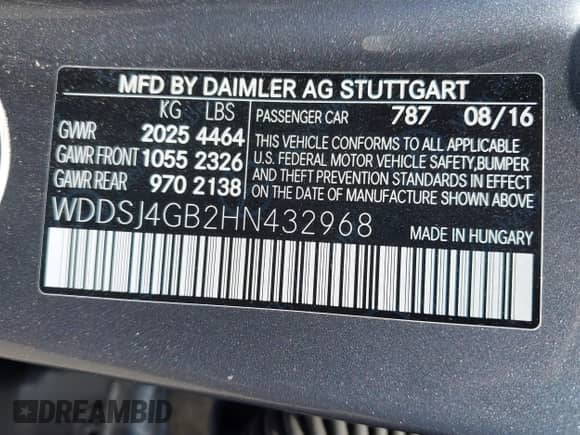 MFD BY DAIMLER AG STUTTGART
KG LBS PASSENGER CAR 787 08/16
GVWR 2025 4464
GAWR FRONT 1055 2326
GAWR REAR 970 2138
THIS VEHICLE CONFORMS TO ALL APPLICABLE
U.S. FEDERAL MOTOR VEHICLE SAFETY, BUMPER
AND THEFT PREVENTION STANDARDS IN EFFECT
ON THE DATE OF MANUFACTURE SHOWN ABOVE.
WDDSJ4GB2HN432968 MADE IN HUNGARY
DREAMBID